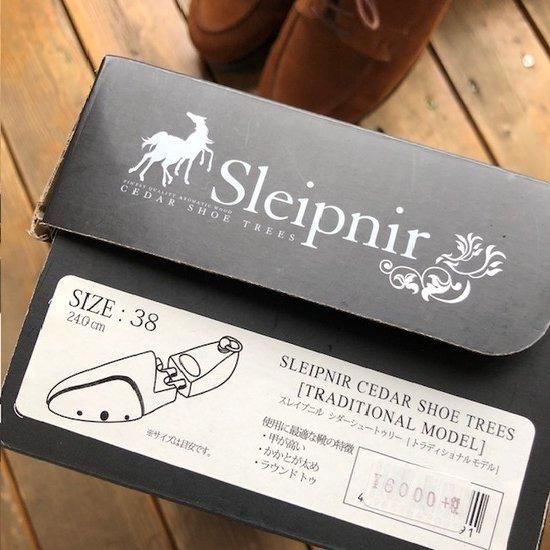 Sleipnir
FINEST QUALITY AROMATIC WOOD
CEDAR SHOE TREES
SIZE : 38
24.0cm
※サイズは目安です。
SLEIPNIR CEDAR SHOE TREES
[TRADITIONAL MODEL]
スレイプニル シダーシュートゥリー [トラディショナルモデル]
使用に最適な靴の特徴
・甲が高い
・かかとが太め
・ラウンドトゥ
¥6000+税
4
91